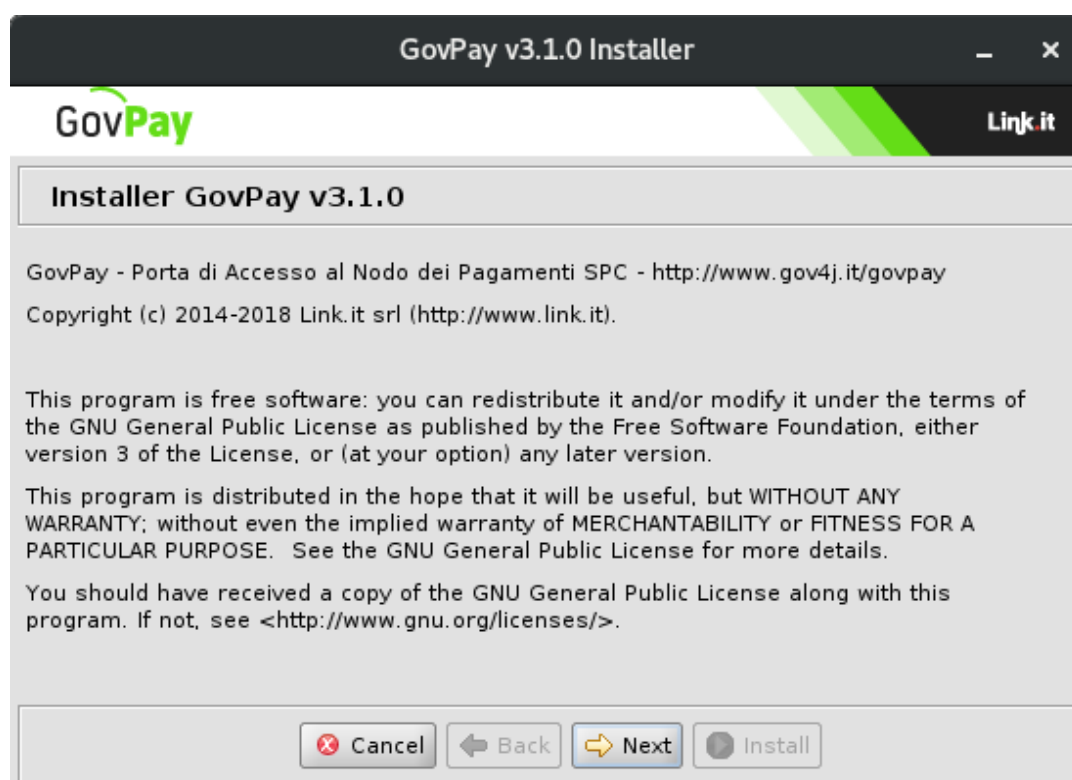 GovPay v3.1.0 Installer
GovPay
Link.it
Installer GovPay v3.1.0
GovPay - Porta di Accesso al Nodo dei Pagamenti SPC - http://www.gov4j.it/govpay
Copyright (c) 2014-2018 Link.it srl (http://www.link.it).
This program is free software: you can redistribute it and/or modify it under the terms of
the GNU General Public License as published by the Free Software Foundation, either
version 3 of the License, or (at your option) any later version.
This program is distributed in the hope that it will be useful, but WITHOUT ANY
WARRANTY; without even the implied warranty of MERCHANTABILITY or FITNESS FOR A
PARTICULAR PURPOSE.  See the GNU General Public License for more details.
You should have received a copy of the GNU General Public License along with this
program. If not, see <http://www.gnu.org/licenses/>.
Cancel Back Next Install